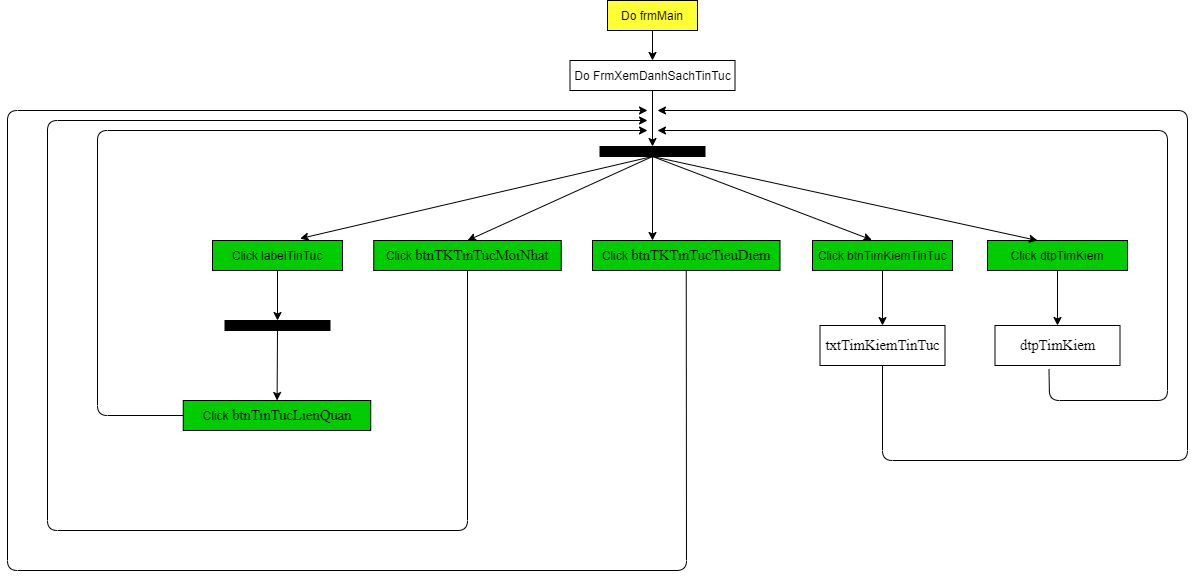 Do frmMain
Do FrmXemDanhSachTinTuc
Click labelTinTuc
Click btnTKTinTucMoiNhat
Click btnTKTinTucTieuDiem
Click btnTimKiemTinTuc
Click dtpTimKiem
txtTimKiemTinTuc
dtpTimKiem
Click btnTinTucLienQuan